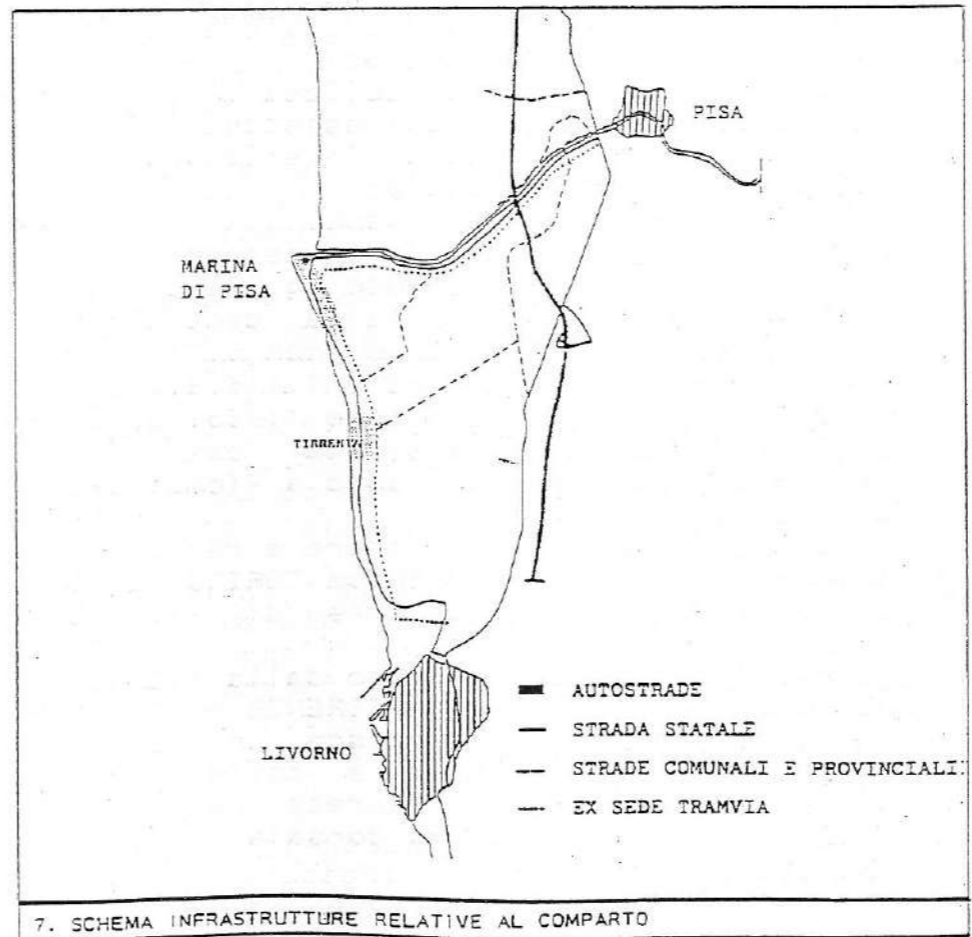 PISA
MARINA
DI PISA
TIRRENIA
LIVORNO
AUTOSTRADE
STRADA STATALE
STRADE COMUNALI E PROVINCIALI
EX SEDE TRAMVIA
7. SCHEMA INFRASTRUTTURE RELATIVE AL COMPARTO